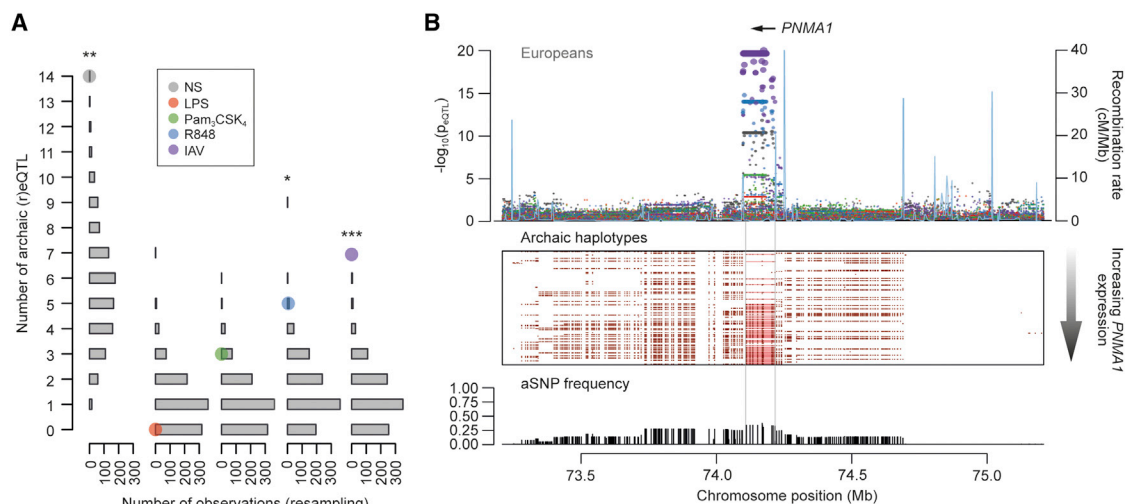 A
**
14
13
12
11
10
9
8
7
6
5
4
3
2
1
0
Number of archaic (r)eQTL
NS
LPS
Pam3CSK4
R848
IAV
*
***
0 100 200 300
0 100 200 300
0 100 200 300
0 100 200 300
0 100 200 300
Number of observations (resampling)
B
PNMA1
Europeans
20
15
10
5
0
-log10(peQTL)
40
30
20
10
0
Recombination rate
(cM/Mb)
Archaic haplotypes
Increasing PNMA1
expression
aSNP frequency
1.00
0.75
0.50
0.25
0.00
73.5 74.0 74.5 75.0
Chromosome position (Mb)